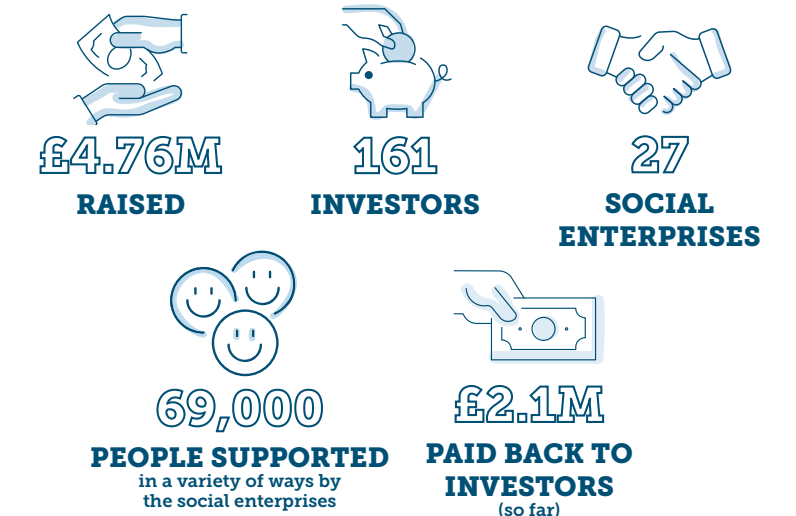 £4.76M
RAISED
161
INVESTORS
27
SOCIAL
ENTERPRISES
69,000
PEOPLE SUPPORTED
in a variety of ways by
the social enterprises
£2.1M
PAID BACK TO
INVESTORS
(so far)